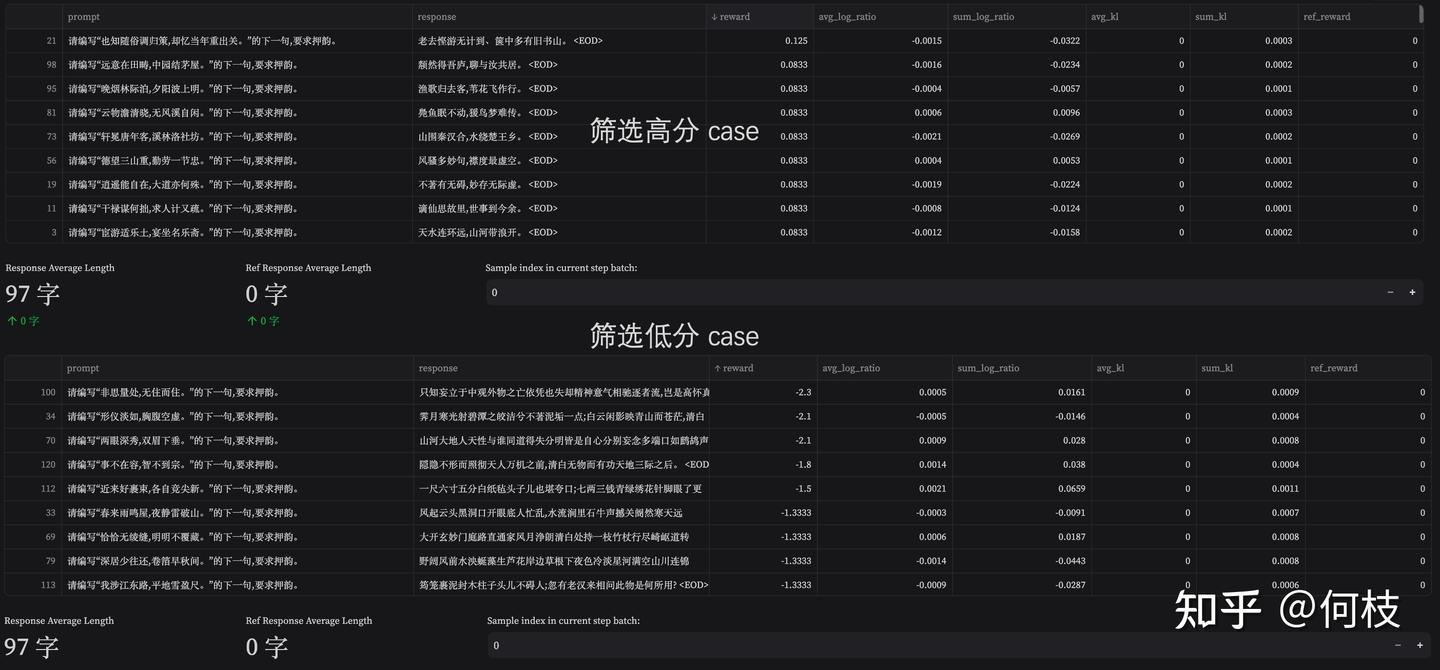 prompt response ↓ reward avg_log_ratio sum_log_ratio avg_kl sum_kl ref_reward
21 请编写“也知随俗调归策,却忆当年重出关。”的下一句,要求押韵。 老去悭游无计到、箧中多有旧书山。 <EOD> 0.125 -0.0015 -0.0322 0 0.0003 0
98 请编写“远意在田畴,中园结茅屋。”的下一句,要求押韵。 颓然得吾庐,聊与汝共居。 <EOD> 0.0833 -0.0016 -0.0234 0 0.0002 0
95 请编写“晚烟林际泊,夕阳波上明。”的下一句,要求押韵。 渔歌归去客,苇花飞作行。 <EOD> 0.0833 -0.0004 -0.0057 0 0.0001 0
81 请编写“云物澹清晓,无风溪自闲。”的下一句,要求押韵。 凫鱼眠不动,猨鸟梦难传。 <EOD> 0.0833 0.0006 0.0096 0 0.0003 0
筛选高分 case
73 请编写“轩冕唐年客,溪林洛社坊。”的下一句,要求押韵。 山围秦汉合,水绕楚王乡。 <EOD> 0.0833 -0.0021 -0.0269 0 0.0002 0
56 请编写“德望三山重,勤劳一节忠。”的下一句,要求押韵。 风骚多妙句,襟度最虚空。 <EOD> 0.0833 0.0004 0.0053 0 0.0001 0
19 请编写“逍遥能自在,大道亦何殊。”的下一句,要求押韵。 不著有无碍,妙存无际虚。 <EOD> 0.0833 -0.0019 -0.0224 0 0.0002 0
11 请编写“干禄谋何拙,求人计又疏。”的下一句,要求押韵。 谪仙思故里,世事到今余。 <EOD> 0.0833 -0.0008 -0.0124 0 0.0001 0
3 请编写“宦游适乐土,宴坐名乐斋。”的下一句,要求押韵。 天水连环远,山河带浪开。 <EOD> 0.0833 -0.0012 -0.0158 0 0.0002 0
Response Average Length Ref Response Average Length Sample index in current step batch:
97 字 0 字 0 − +
↑ 0 字 ↑ 0 字
筛选低分 case
prompt response ↑ reward avg_log_ratio sum_log_ratio avg_kl sum_kl ref_reward
100 请编写“非思量处,无住而住。”的下一句,要求押韵。 只知妄立于中观外物之亡依凭也失却精神意气相驰逐者流,岂是高怀真 -2.3 0.0005 0.0161 0 0.0009 0
34 请编写“形仪淡如,胸腹空虚。”的下一句,要求押韵。 霁月寒光射碧潭之皎洁兮不著泥垢一点;白云闲影映青山而苍茫,清白 -2.1 -0.0005 -0.0146 0 0.0004 0
70 请编写“两眼深秀,双眉下垂。”的下一句,要求押韵。 山河大地人天性与谁同道得失分明皆是自心分别妄念多端口如鹧鸪声 -2.1 0.0009 0.028 0 0.0008 0
120 请编写“事不在容,智不到宗。”的下一句,要求押韵。 隠隐不形而照彻天人万机之前,清白无物而有功天地三际之后。 <EOD -1.8 0.0014 0.038 0 0.0004 0
112 请编写“近来好裹束,各自竞尖新。”的下一句,要求押韵。 一尺六寸五分白纸毡头子儿也堪夸口;七两三钱青绿绣花针脚眼了更 -1.5 0.0021 0.0659 0 0.0011 0
33 请编写“春来雨鸣屋,夜静雷破山。”的下一句,要求押韵。 风起云头黑洞口开眼底人忙乱,水流涧里石牛声撼关阙然寒天远 -1.3333 -0.0003 -0.0091 0 0.0007 0
69 请编写“恰恰无绫缝,明明不覆藏。”的下一句,要求押韵。 大开玄妙门庭路直通家风月浄朗清白处持一枝竹杖行尽崎岖道转 -1.3333 0.0006 0.0187 0 0.0008 0
79 请编写“深居少往还,卷箔早秋间。”的下一句,要求押韵。 野阔风前水泱蜓藻生芦花岸边草根下夜色冷淡星河满空山川连锦 -1.3333 -0.0014 -0.0443 0 0.0008 0
113 请编写“我涉江东路,平地雪盈尺。”的下一句,要求押韵。 笱笼裹泥封木柱子头儿不碍人;忽有老汉来相问此物是何所用? <EOD> -1.3333 -0.0009 -0.0287 0 0.0006 0
知乎 @何枝
Response Average Length Ref Response Average Length Sample index in current step batch:
97 字 0 字 0 − +